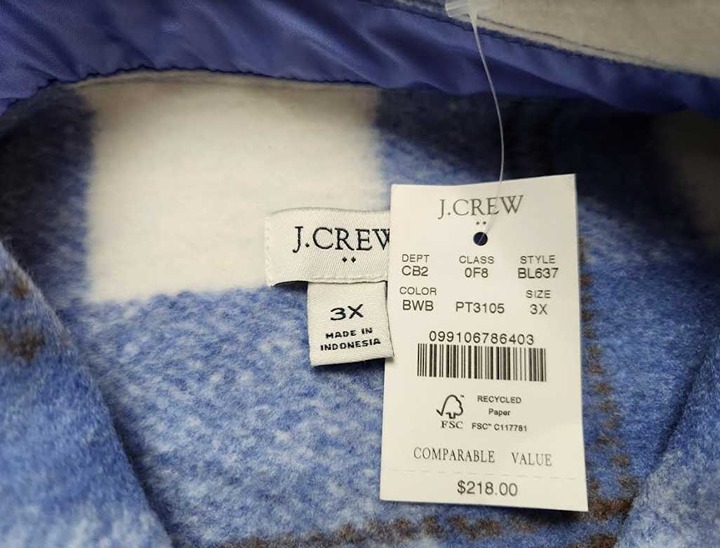 J.CREW
3X
MADE IN
INDONESIA
J.CREW
DEPT CLASS STYLE
CB2 0F8 BL637
COLOR SIZE
BWB PT3105 3X
099106786403
RECYCLED
Paper
FSC
FSC™ C117781
COMPARABLE VALUE
$218.00